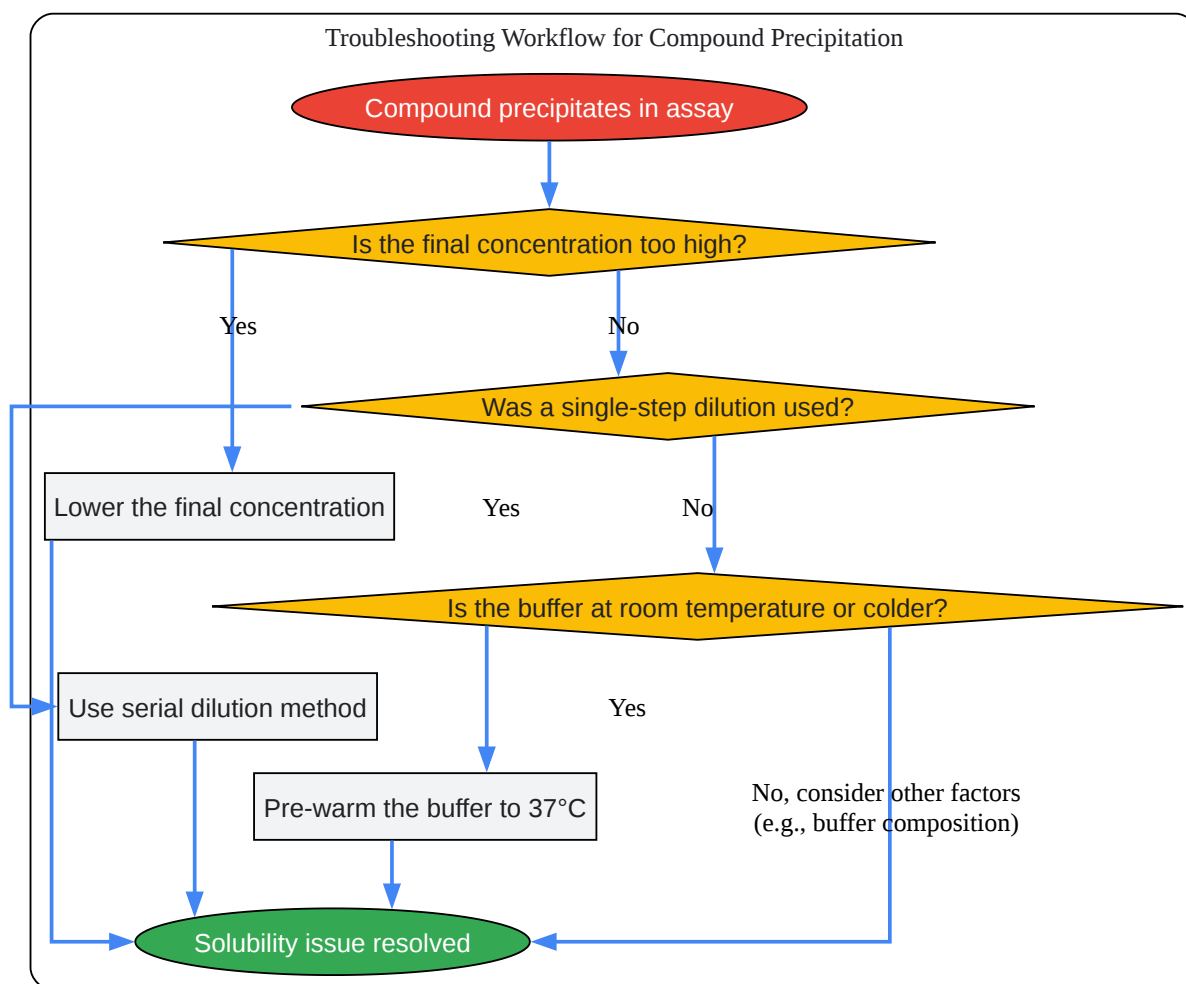 Troubleshooting Workflow for Compound Precipitation
Compound precipitates in assay
Is the final concentration too high?
Yes
No
Was a single-step dilution used?
Lower the final concentration
Yes
No
Is the buffer at room temperature or colder?
Use serial dilution method
Yes
Pre-warm the buffer to 37°C
No, consider other factors
(e.g., buffer composition)
Solubility issue resolved